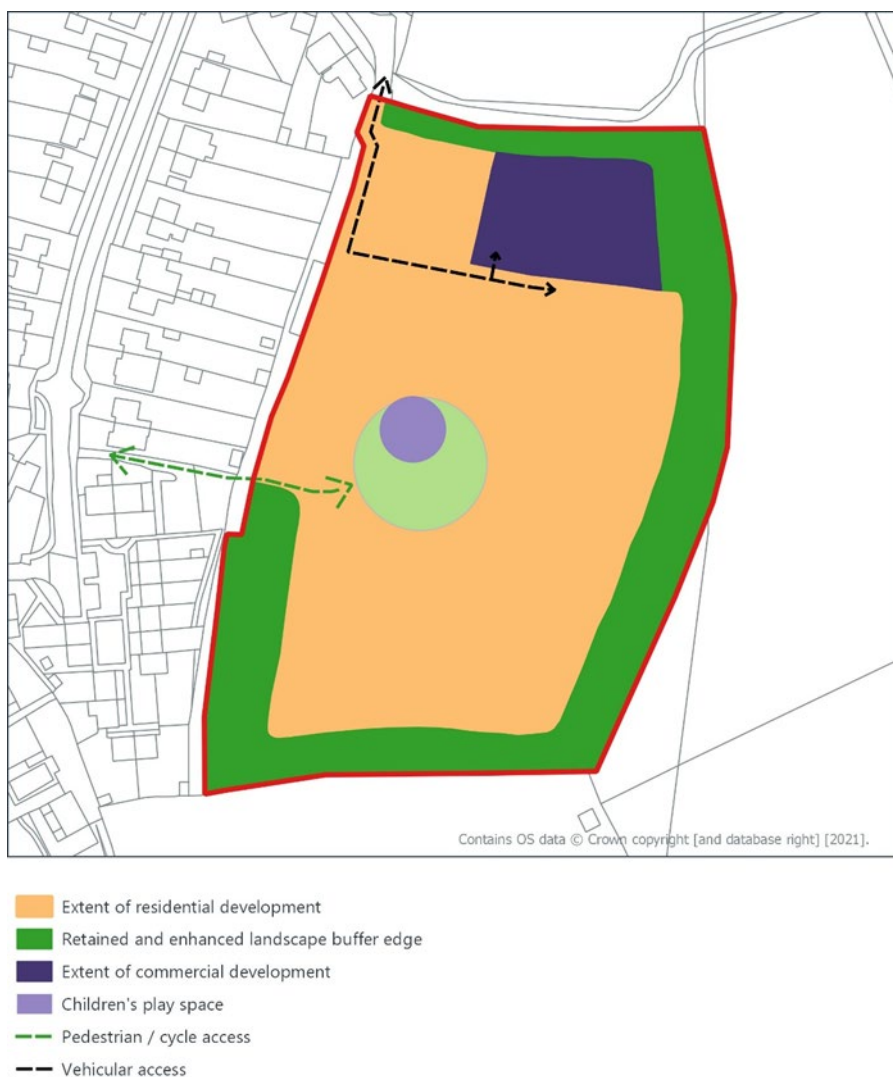 Contains OS data © Crown copyright [and database right] [2021].
Extent of residential development
Retained and enhanced landscape buffer edge
Extent of commercial development
Children's play space
Pedestrian / cycle access
Vehicular access